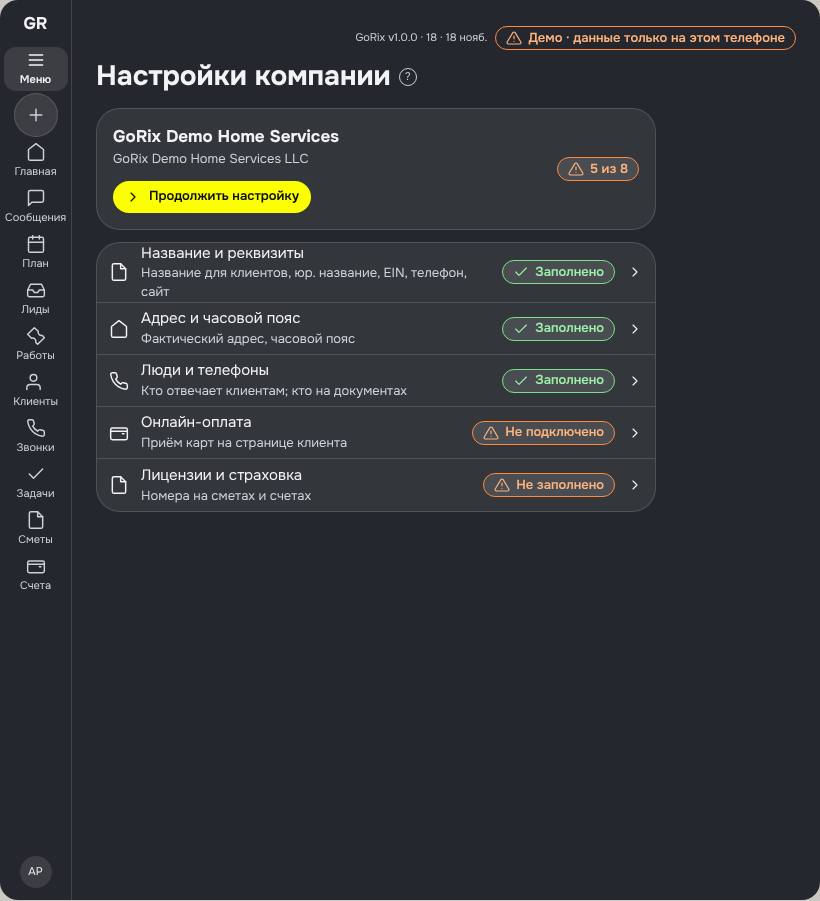 GR
GoRix v1.0.0 · 18 · 18 нояб.
Демо · данные только на этом телефоне
Меню
Настройки компании
?
GoRix Demo Home Services
GoRix Demo Home Services LLC
5 из 8
Продолжить настройку
Название и реквизиты
Название для клиентов, юр. название, EIN, телефон,
сайт
Заполнено
Адрес и часовой пояс
Фактический адрес, часовой пояс
Заполнено
Люди и телефоны
Кто отвечает клиентам; кто на документах
Заполнено
Онлайн-оплата
Приём карт на странице клиента
Не подключено
Лицензии и страховка
Номера на сметах и счетах
Не заполнено
Главная
Сообщения
План
Лиды
Работы
Клиенты
Звонки
Задачи
Сметы
Счета
AP